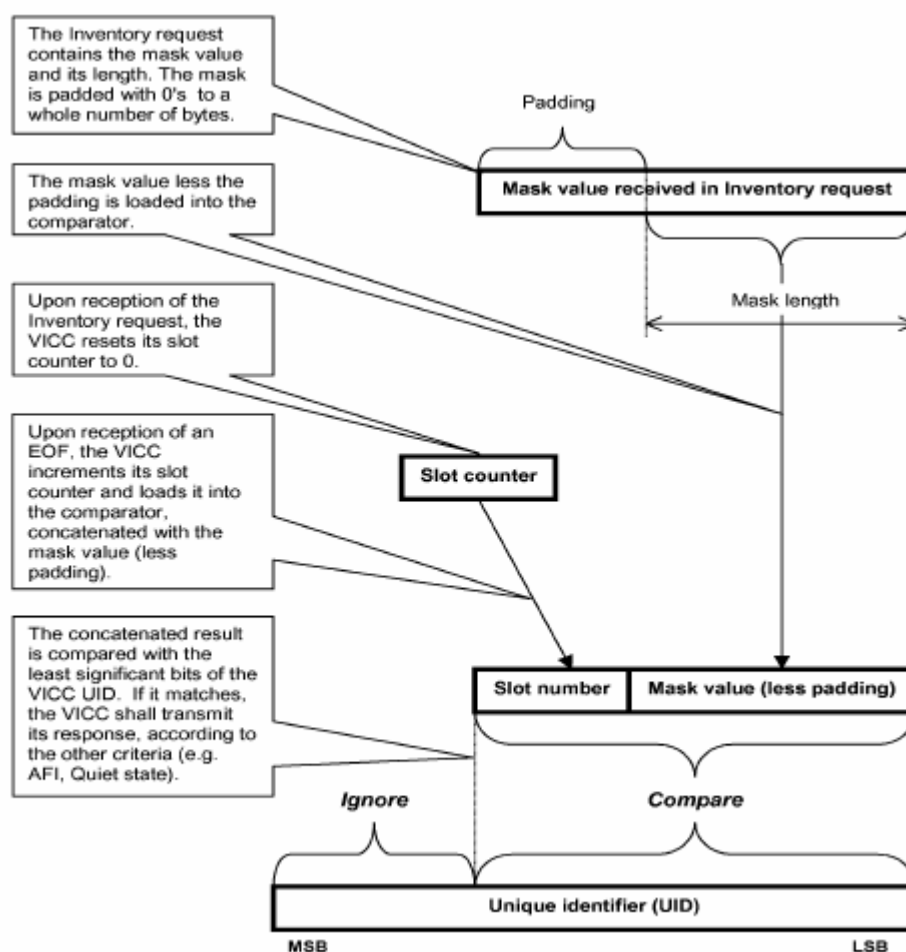 The Inventory request
contains the mask value
and its length. The mask
is padded with 0's to a
whole number of bytes.
Padding
Mask value received in Inventory request
The mask value less the
padding is loaded into the
comparator.
Mask length
Upon reception of the
Inventory request, the
VICC resets its slot
counter to 0.
Upon reception of an
EOF, the VICC
increments its slot
counter and loads it into
the comparator,
concatenated with the
mask value (less
padding).
Slot counter
The concatenated result
is compared with the
least significant bits of the
VICC UID. If it matches,
the VICC shall transmit
its response, according to
the other criteria (e.g.
AFI, Quiet state).
Slot number
Mask value (less padding)
Ignore
Compare
Unique identifier (UID)
MSB
LSB